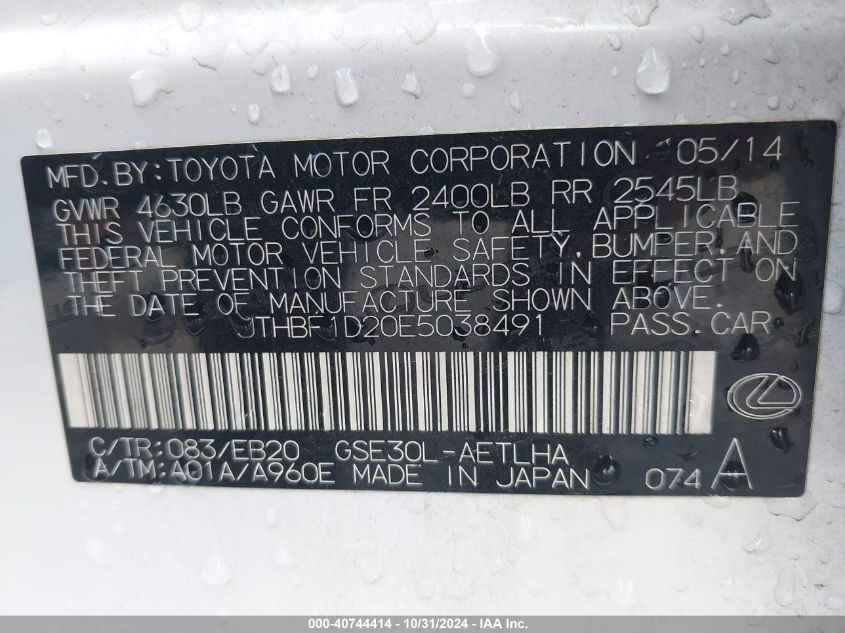 MFD.BY:TOYOTA MOTOR CORPORATION 05/14
GVWR 4630LB GAWR FR 2400LB RR 2545LB
THIS VEHICLE CONFORMS TO ALL APPLICABLE
FEDERAL MOTOR VEHICLE SAFETY,BUMPER,AND
THEFT PREVENTION STANDARDS IN EFFECT ON
THE DATE OF MANUFACTURE SHOWN ABOVE.
JTHBF1D20E5038491 PASS.CAR
C/TR:083/EB20 GSE30L-AETLHA
A/TM:A01A/A960E MADE IN JAPAN 074 A
000-40744414 - 10/31/2024 - IAA Inc.